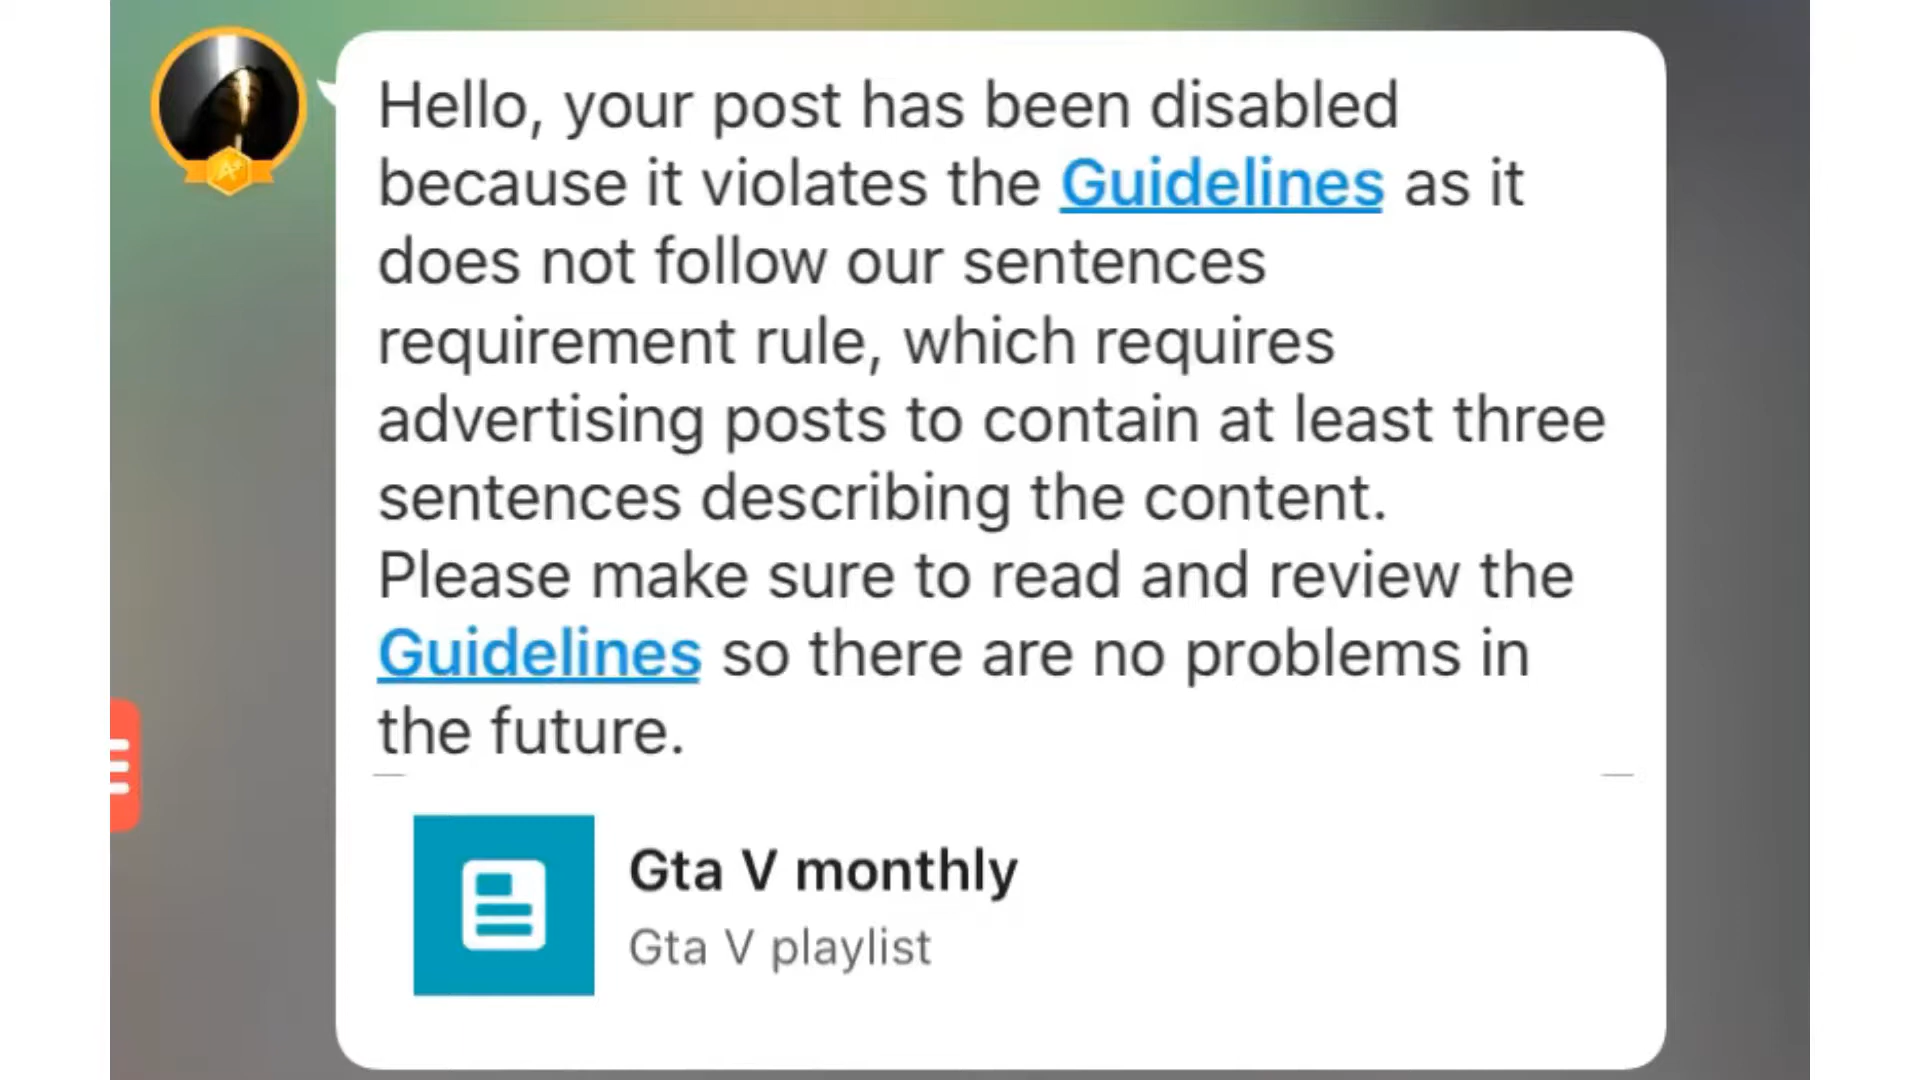 Hello, your post has been disabled
because it violates the Guidelines as it
does not follow our sentences
requirement rule, which requires
advertising posts to contain at least three
sentences describing the content.
Please make sure to read and review the
Guidelines so there are no problems in
the future.
Gta V monthly
Gta V playlist
A+